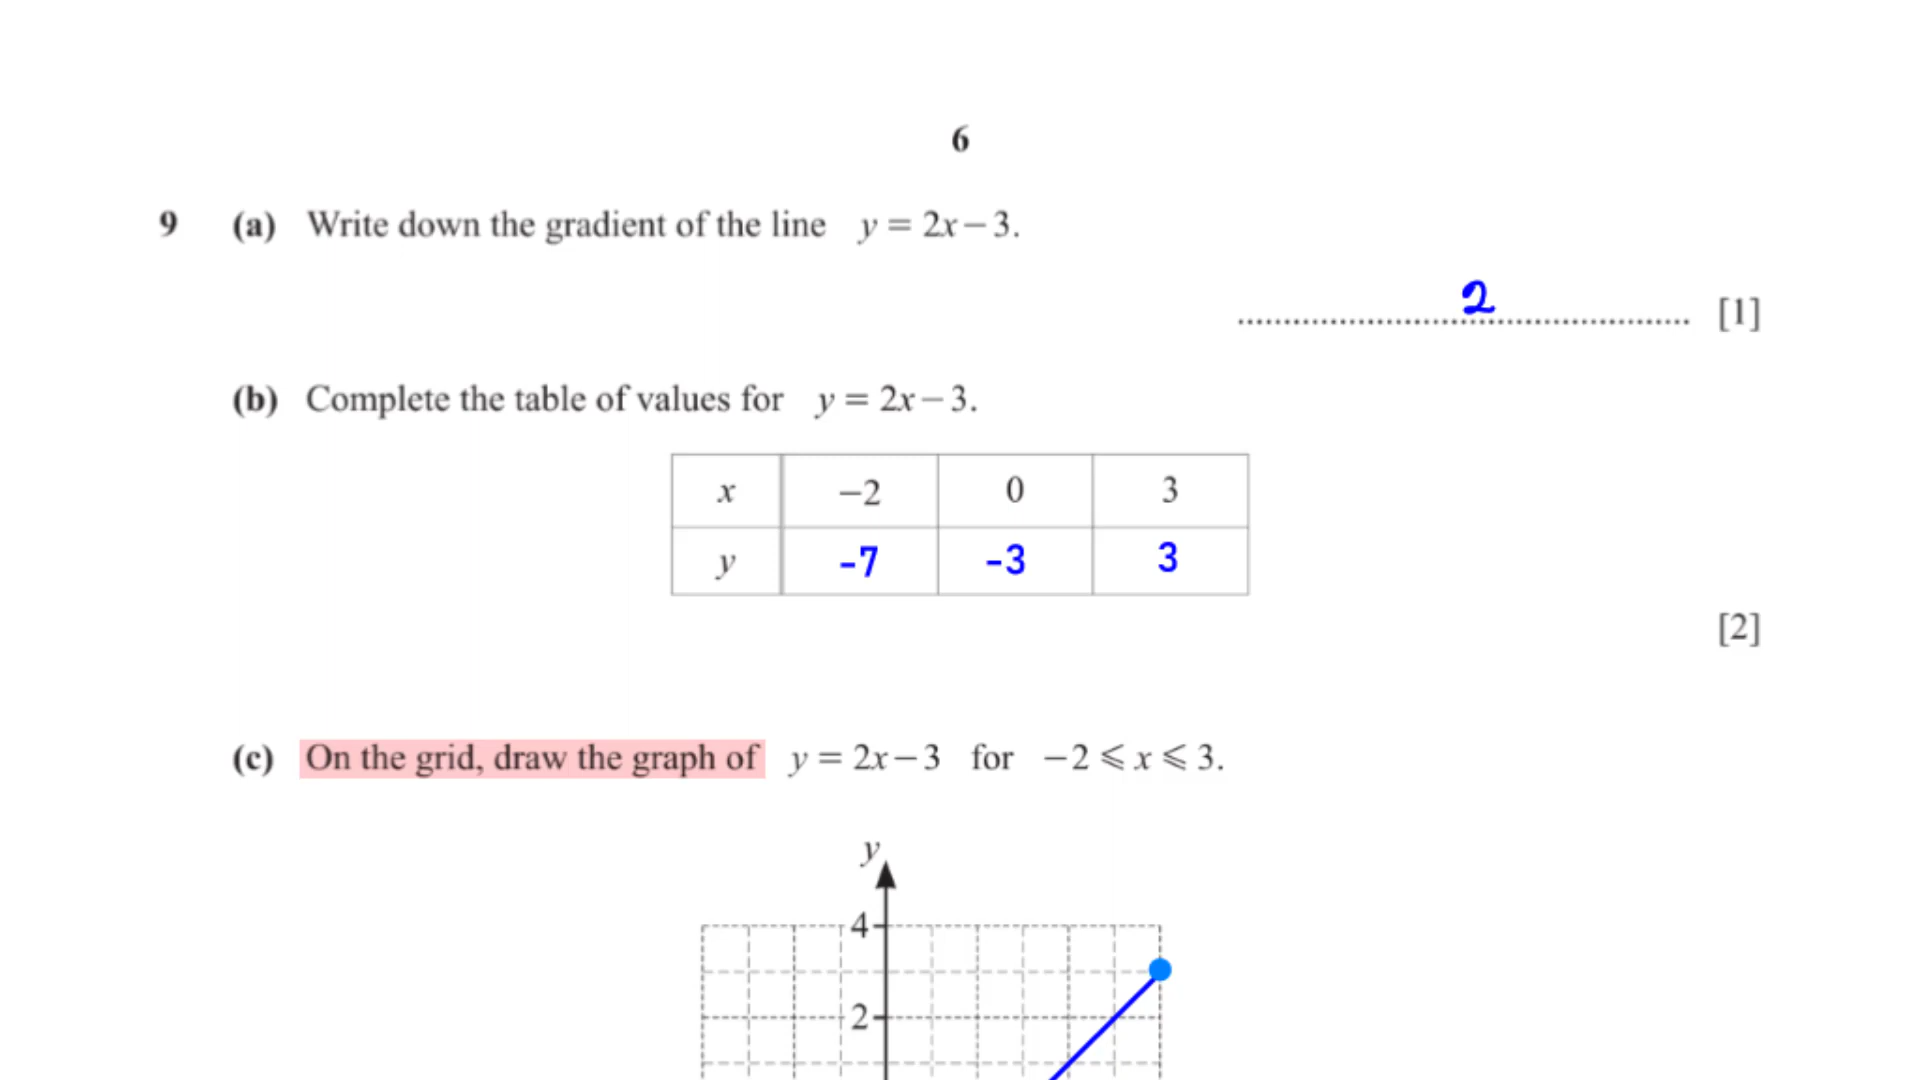 6
9 (a) Write down the gradient of the line y = 2x − 3.
2
[1]
(b) Complete the table of values for y = 2x − 3.
x −2 0 3
y -7 -3 3
[2]
(c) On the grid, draw the graph of y = 2x − 3 for −2 ⩽ x ⩽ 3.
y
4
2